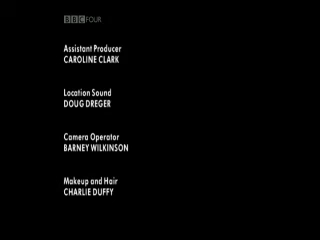 BBC FOUR
Assistant Producer
CAROLINE CLARK
Location Sound
DOUG DREGER
Camera Operator
BARNEY WILKINSON
Makeup and Hair
CHARLIE DUFFY